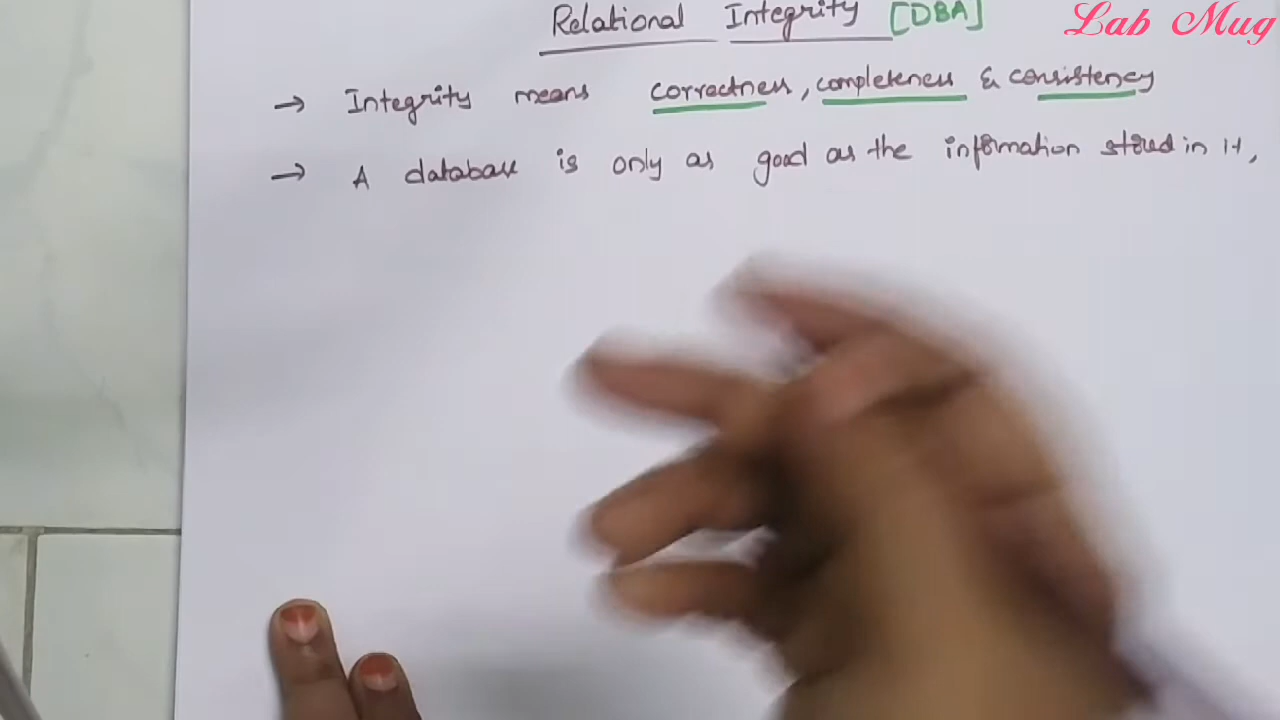 Relational Integrity [DBA]
Lab Mug
→ Integrity means correctness, completeness & consistency
→ A database is only as good as the information stored in it,